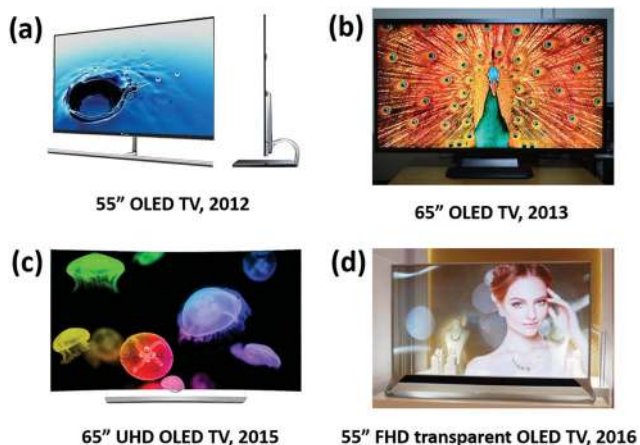 (a)
55” OLED TV, 2012
(b)
65” OLED TV, 2013
(c)
65” UHD OLED TV, 2015
(d)
55” FHD transparent OLED TV, 2016